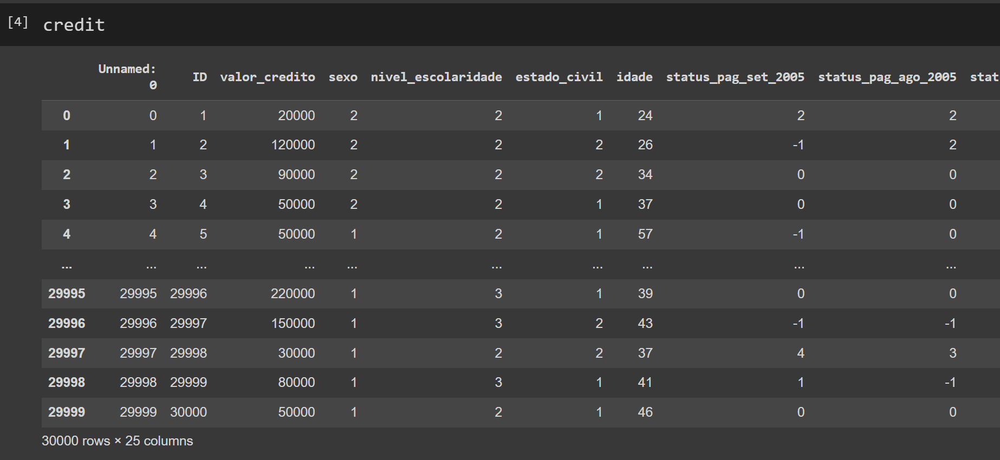 [4] credit
Unnamed: 0 ID valor_credito sexo nivel_escolaridade estado_civil idade status_pag_set_2005 status_pag_ago_2005 stat
0 0 1 20000 2 2 1 24 2 2
1 1 2 120000 2 2 2 26 -1 2
2 2 3 90000 2 2 2 34 0 0
3 3 4 50000 2 2 1 37 0 0
4 4 5 50000 1 2 1 57 -1 0
... ... ... ... ... ... ... ... ... ...
29995 29995 29996 220000 1 3 1 39 0 0
29996 29996 29997 150000 1 3 2 43 -1 -1
29997 29997 29998 30000 1 2 2 37 4 3
29998 29998 29999 80000 1 3 1 41 1 -1
29999 29999 30000 50000 1 2 1 46 0 0
30000 rows × 25 columns